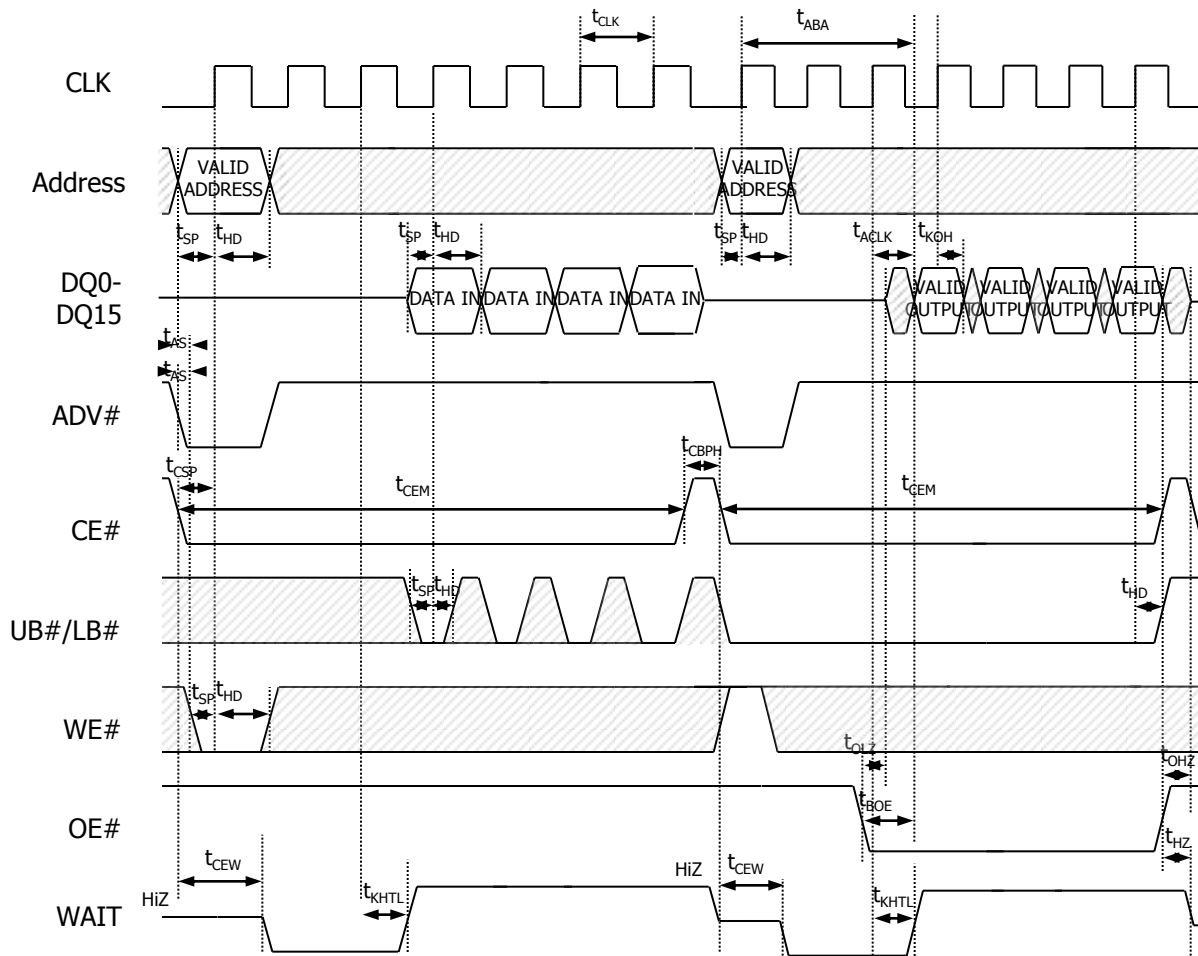 tCLK
tABA
CLK
VALID ADDRESS
VALID ADDRESS
Address
tSP
tHD
tSP
tHD
tSP
tHD
tACLK
tKOH
DQ0-
DQ15
DATA IN
DATA IN
DATA IN
DATA IN
VALID OUTPUT
VALID OUTPUT
VALID OUTPUT
VALID OUTPUT
tAS
tAS
ADV#
tCBPH
tCSP
tCEM
tCEM
CE#
tSP
tHD
tHD
UB#/LB#
tSP
tHD
WE#
tOLZ
tOHZ
tBOE
OE#
tHZ
tCEW
HiZ
tCEW
HiZ
tKHTL
tKHTL
WAIT